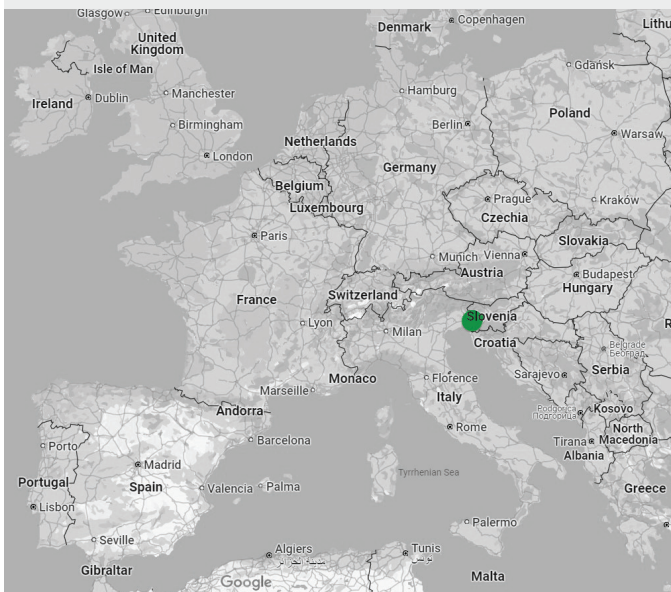 Glasgow
Edinburgh
Denmark
Copenhagen
Lithu
United
Kingdom
Isle of Man
Gdańsk
Ireland
Dublin
Manchester
Hamburg
Poland
Birmingham
Berlin
Warsaw
Netherlands
London
Germany
Belgium
Luxembourg
Prague
Kraków
Czechia
Paris
Slovakia
Munich
Vienna
Austria
Budapest
Hungary
Switzerland
France
Slovenia
R
Lyon
Milan
Croatia
Belgrade
Београд
Serbia
Monaco
Florence
Sarajevo
Marseille
Italy
Andorra
Podgorica
Подгорица
Kosovo
Rome
North
Macedonia
Barcelona
Tirana
Albania
Porto
Madrid
Tyrrhenian Sea
Portugal
Spain
Valencia
Palma
Greece
Lisbon
Palermo
Seville
Algiers
مدينة الجزائر
Tunis
تونس
Gibraltar
Google
Malta